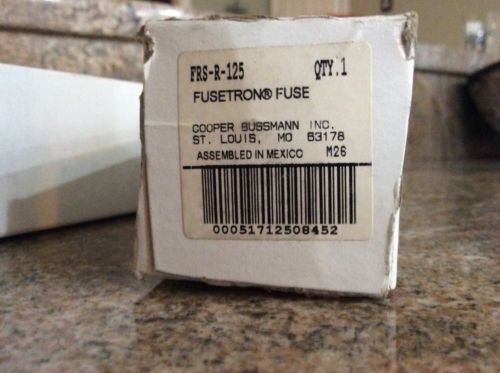 FRS-R-125 QTY.1
FUSETRON® FUSE
COOPER BUSSMANN INC.
ST. LOUIS, MO 63178
ASSEMBLED IN MEXICO M26
00051712508452